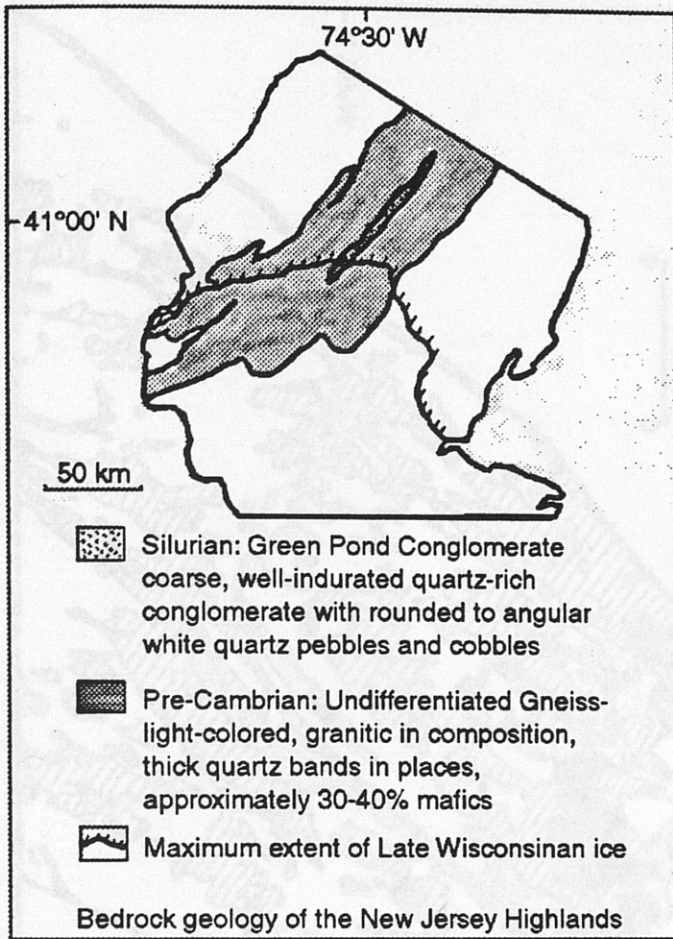 74°30' W
41°00' N
50 km
Silurian: Green Pond Conglomerate
coarse, well-indurated quartz-rich
conglomerate with rounded to angular
white quartz pebbles and cobbles
Pre-Cambrian: Undifferentiated Gneiss-
light-colored, granitic in composition,
thick quartz bands in places,
approximately 30-40% mafics
Maximum extent of Late Wisconsinan ice
Bedrock geology of the New Jersey Highlands